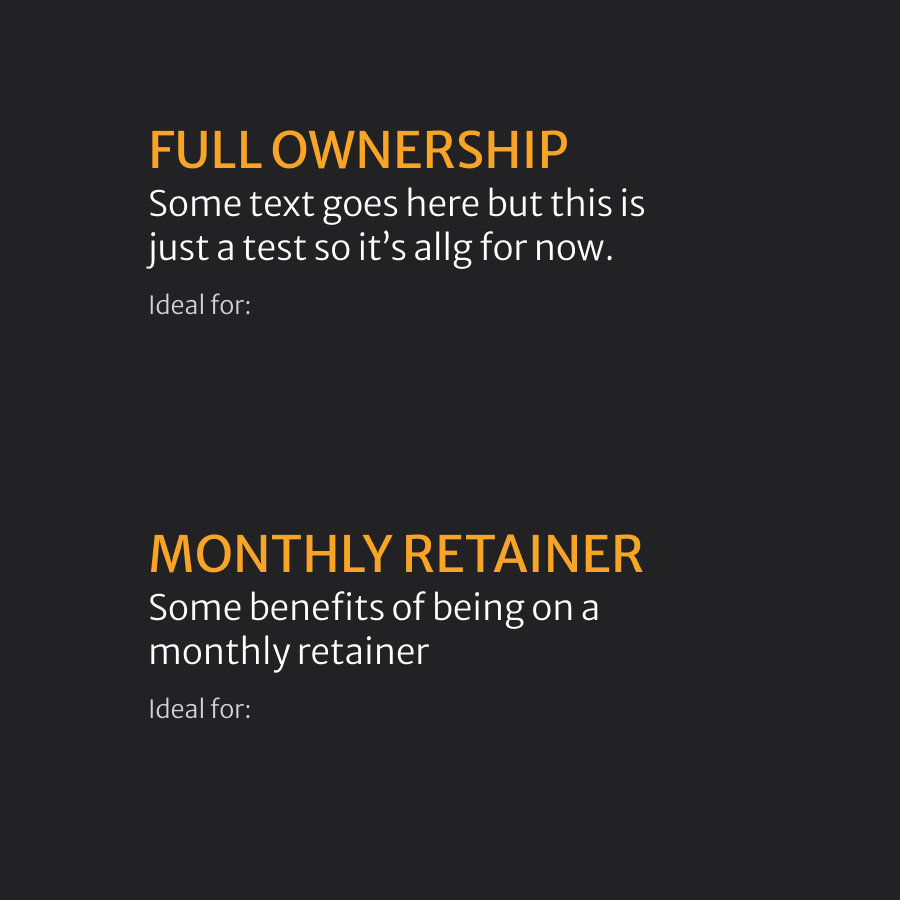 FULL OWNERSHIP
Some text goes here but this is
just a test so it’s allg for now.
Ideal for:
MONTHLY RETAINER
Some benefits of being on a
monthly retainer
Ideal for: